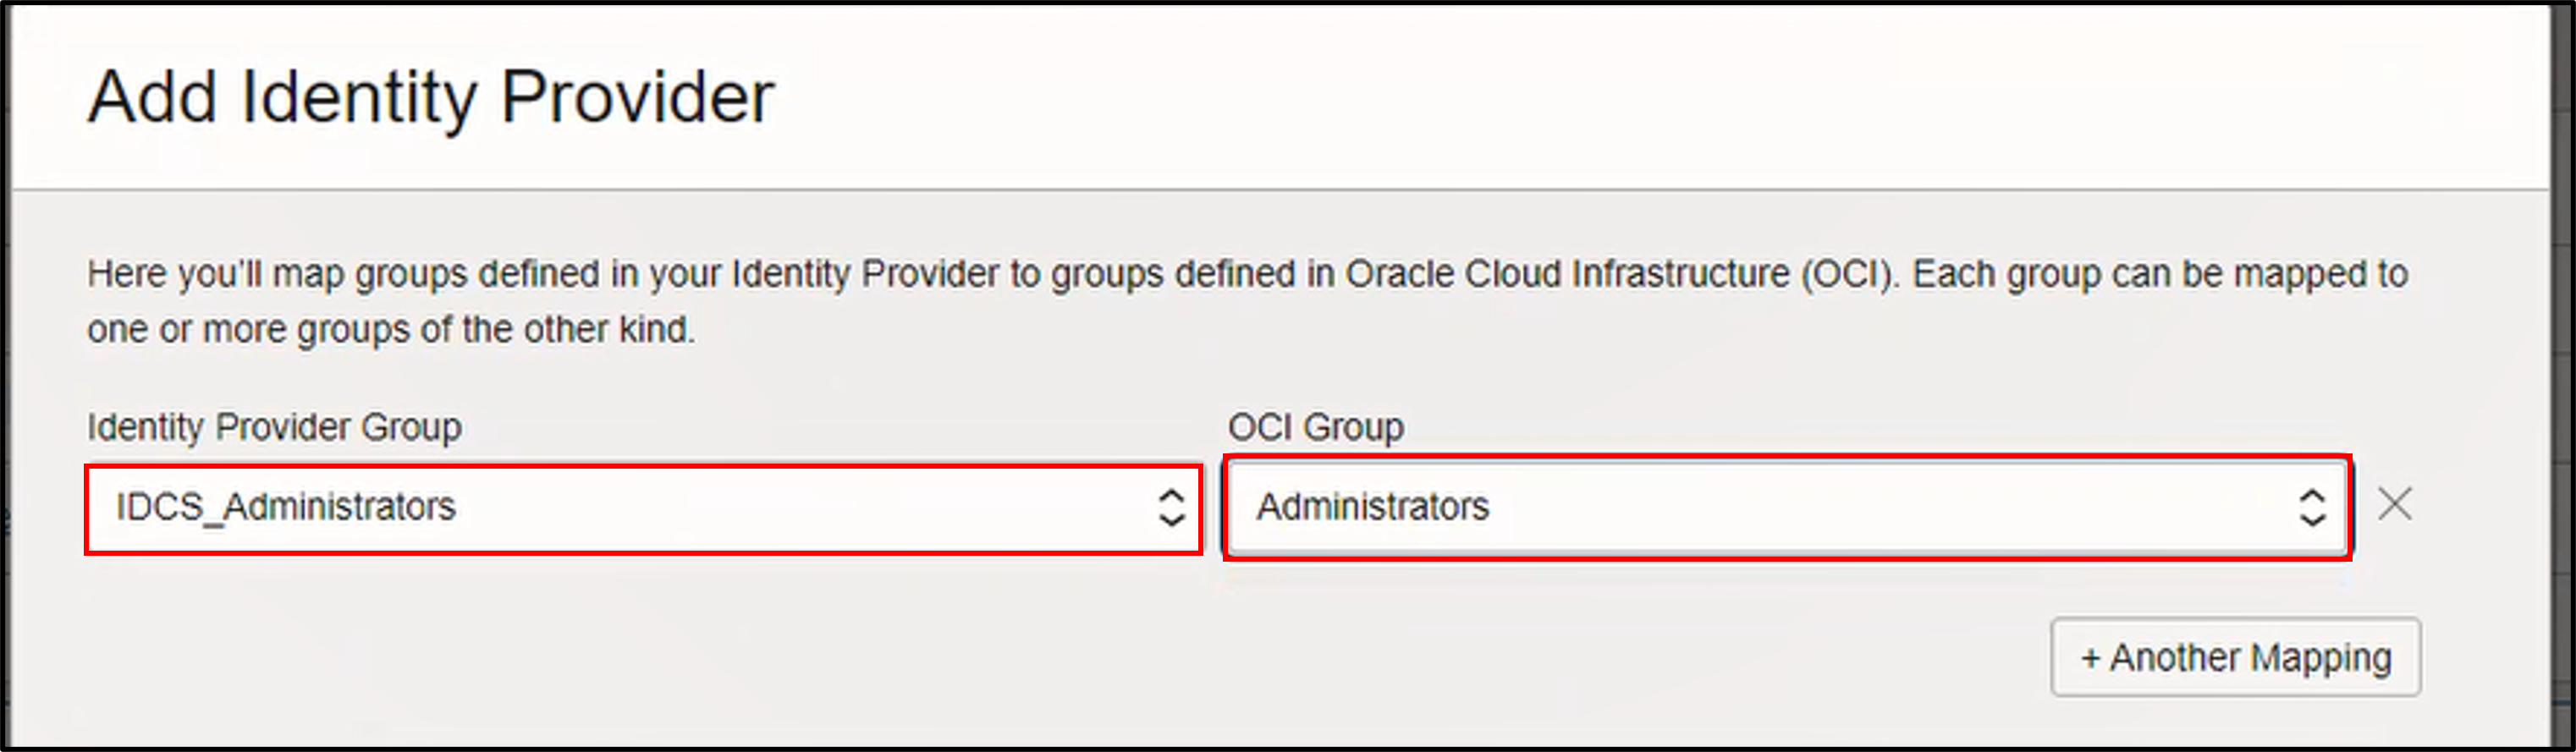 Add Identity Provider
Here you'll map groups defined in your Identity Provider to groups defined in Oracle Cloud Infrastructure (OCI). Each group can be mapped to
one or more groups of the other kind.
Identity Provider Group
OCI Group
IDCS_Administrators
Administrators
+ Another Mapping